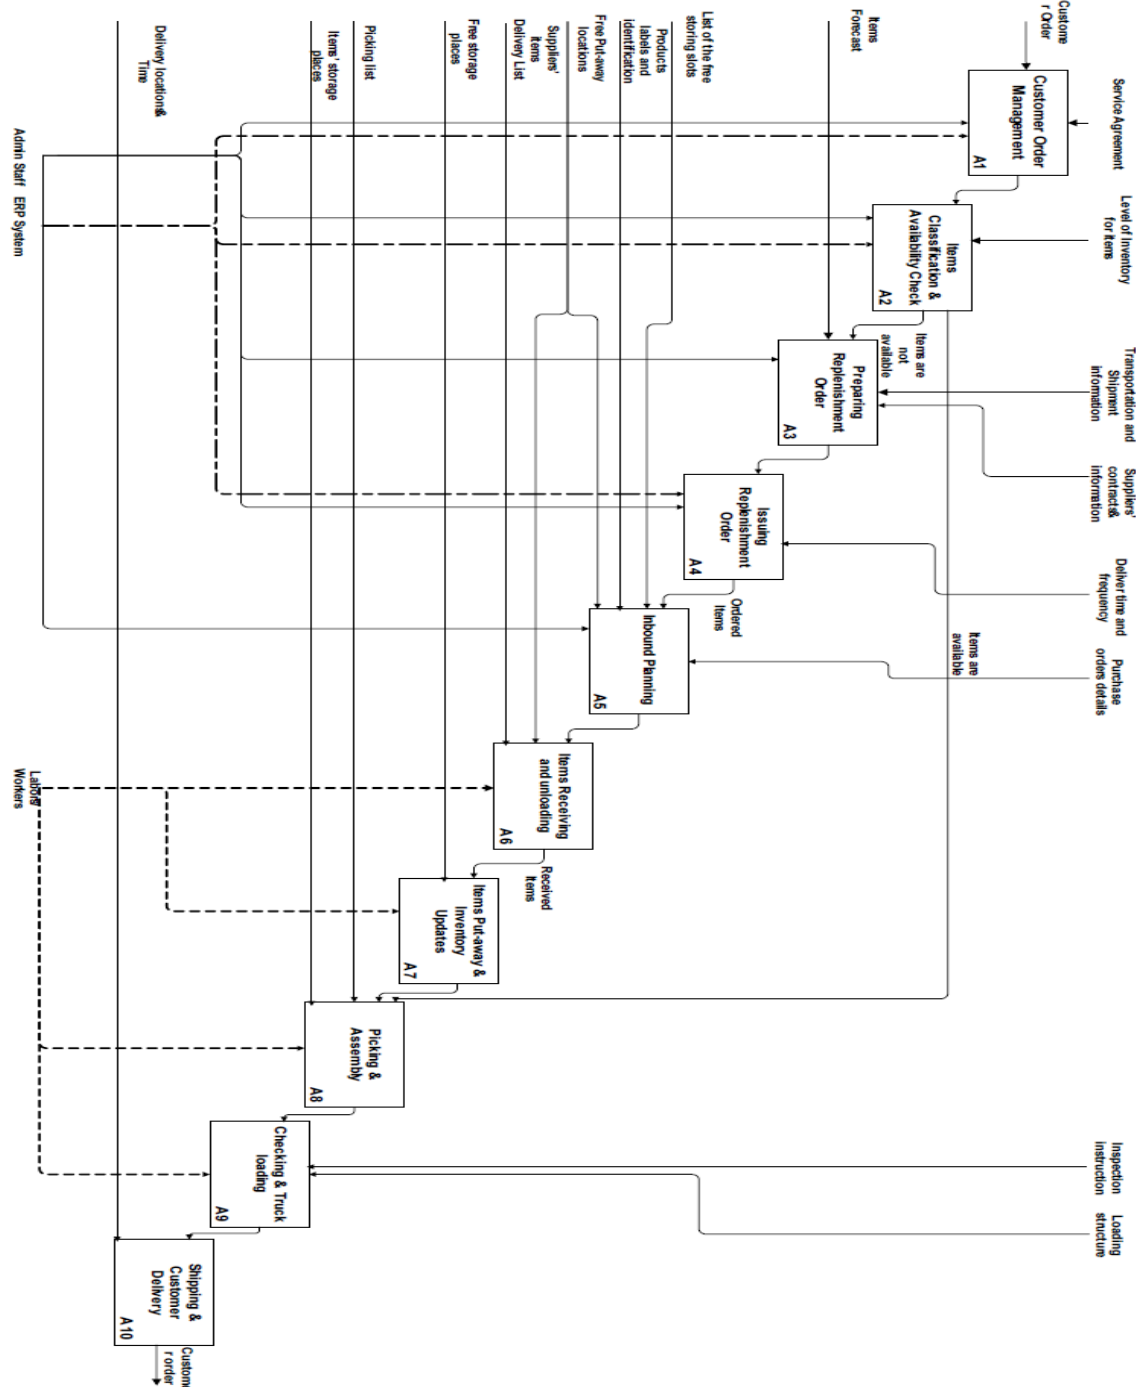 Custome
r Order
Items
Forecast
List of the free
storing slots
Products
labels and
identification
Free Put-away
locations
Suppliers'
items
Delivery List
Free storage
places
Picking list
Items' storage
places
Delivery locations&
Time
Service Agreement
Level of Inventory
for items
Transportation and
Shipment
information
Suppliers'
contracts&
information
Deliver time and
frequency
Purchase
orders details
Inspection
instruction
Loading
structure
Customer Order
Management
A1
Items
Classification &
Availability Check
A2
Items are
not
available
Preparing
Replenishment
Order
A3
Issuing
Replenishment
Order
A4
Ordered
Items
Items are
available
Inbound Planning
A5
Items Receiving
and unloading
A6
Received
Items
Items Put-away &
Inventory
Updates
A7
Picking &
Assembly
A8
Checking & Truck
loading
A9
Shipping &
Customer
Delivery
A10
Custome
r order
Admin Staff
ERP System
Labors/
Workers